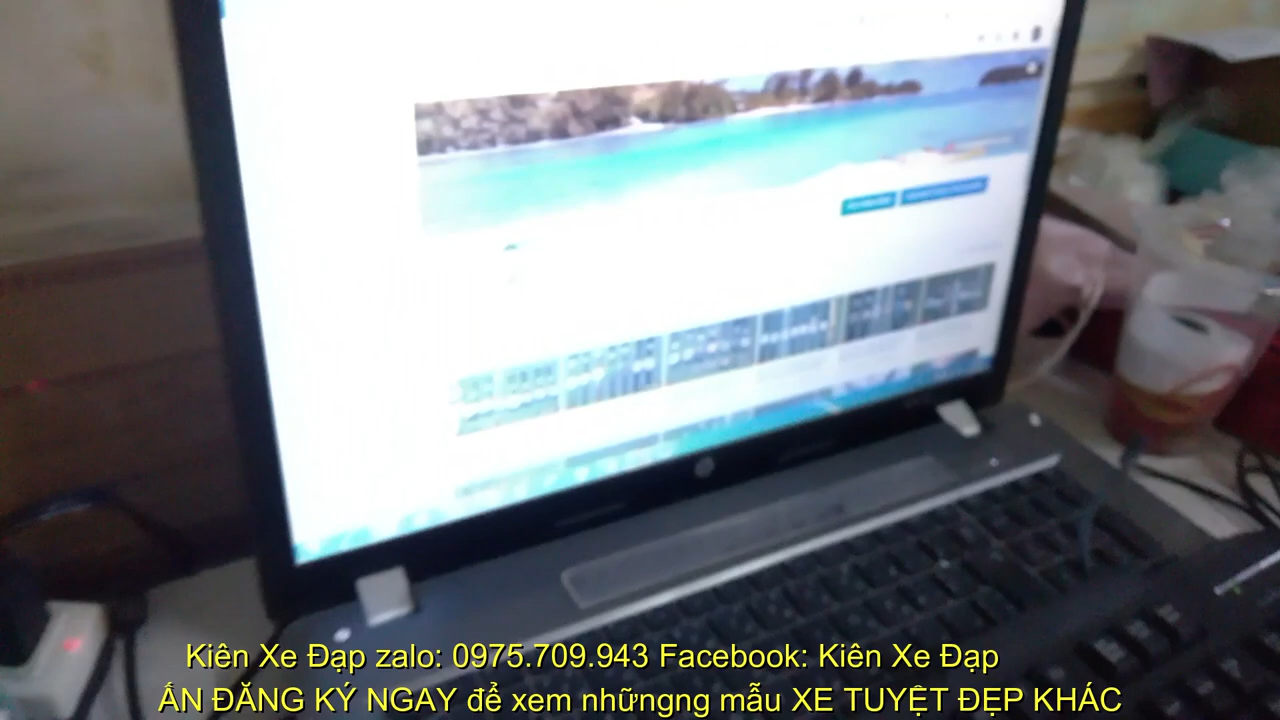 Kiên Xe Đạp zalo: 0975.709.943 Facebook: Kiên Xe Đạp
ẤN ĐĂNG KÝ NGAY để xem nhữngng mẫu XE TUYỆT ĐẸP KHÁC